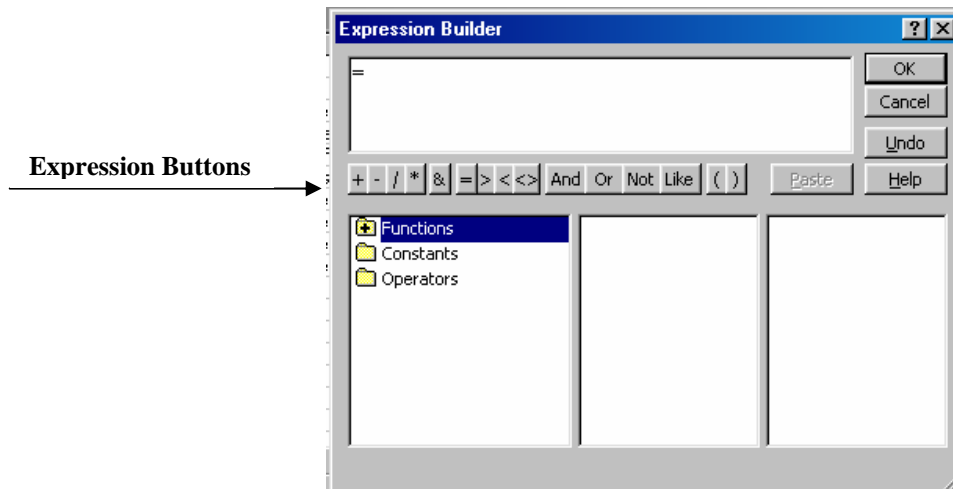 Expression Builder ? X
=
OK
Cancel
Undo
Expression Buttons
+ - / * & = > < <> And Or Not Like ( ) Paste Help
Functions
Constants
Operators